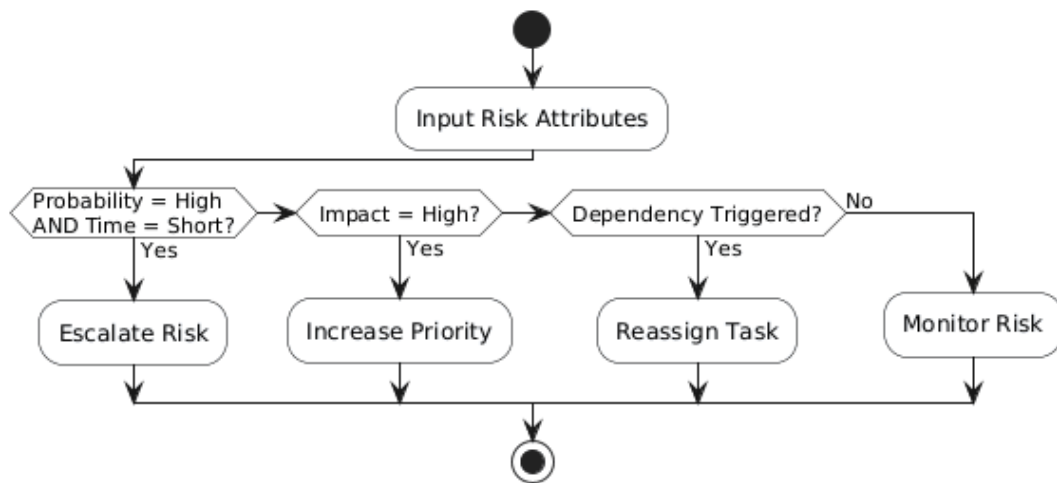 Input Risk Attributes
Probability = High
AND Time = Short?
Impact = High?
Dependency Triggered?
No
Yes
Yes
Yes
Escalate Risk
Increase Priority
Reassign Task
Monitor Risk